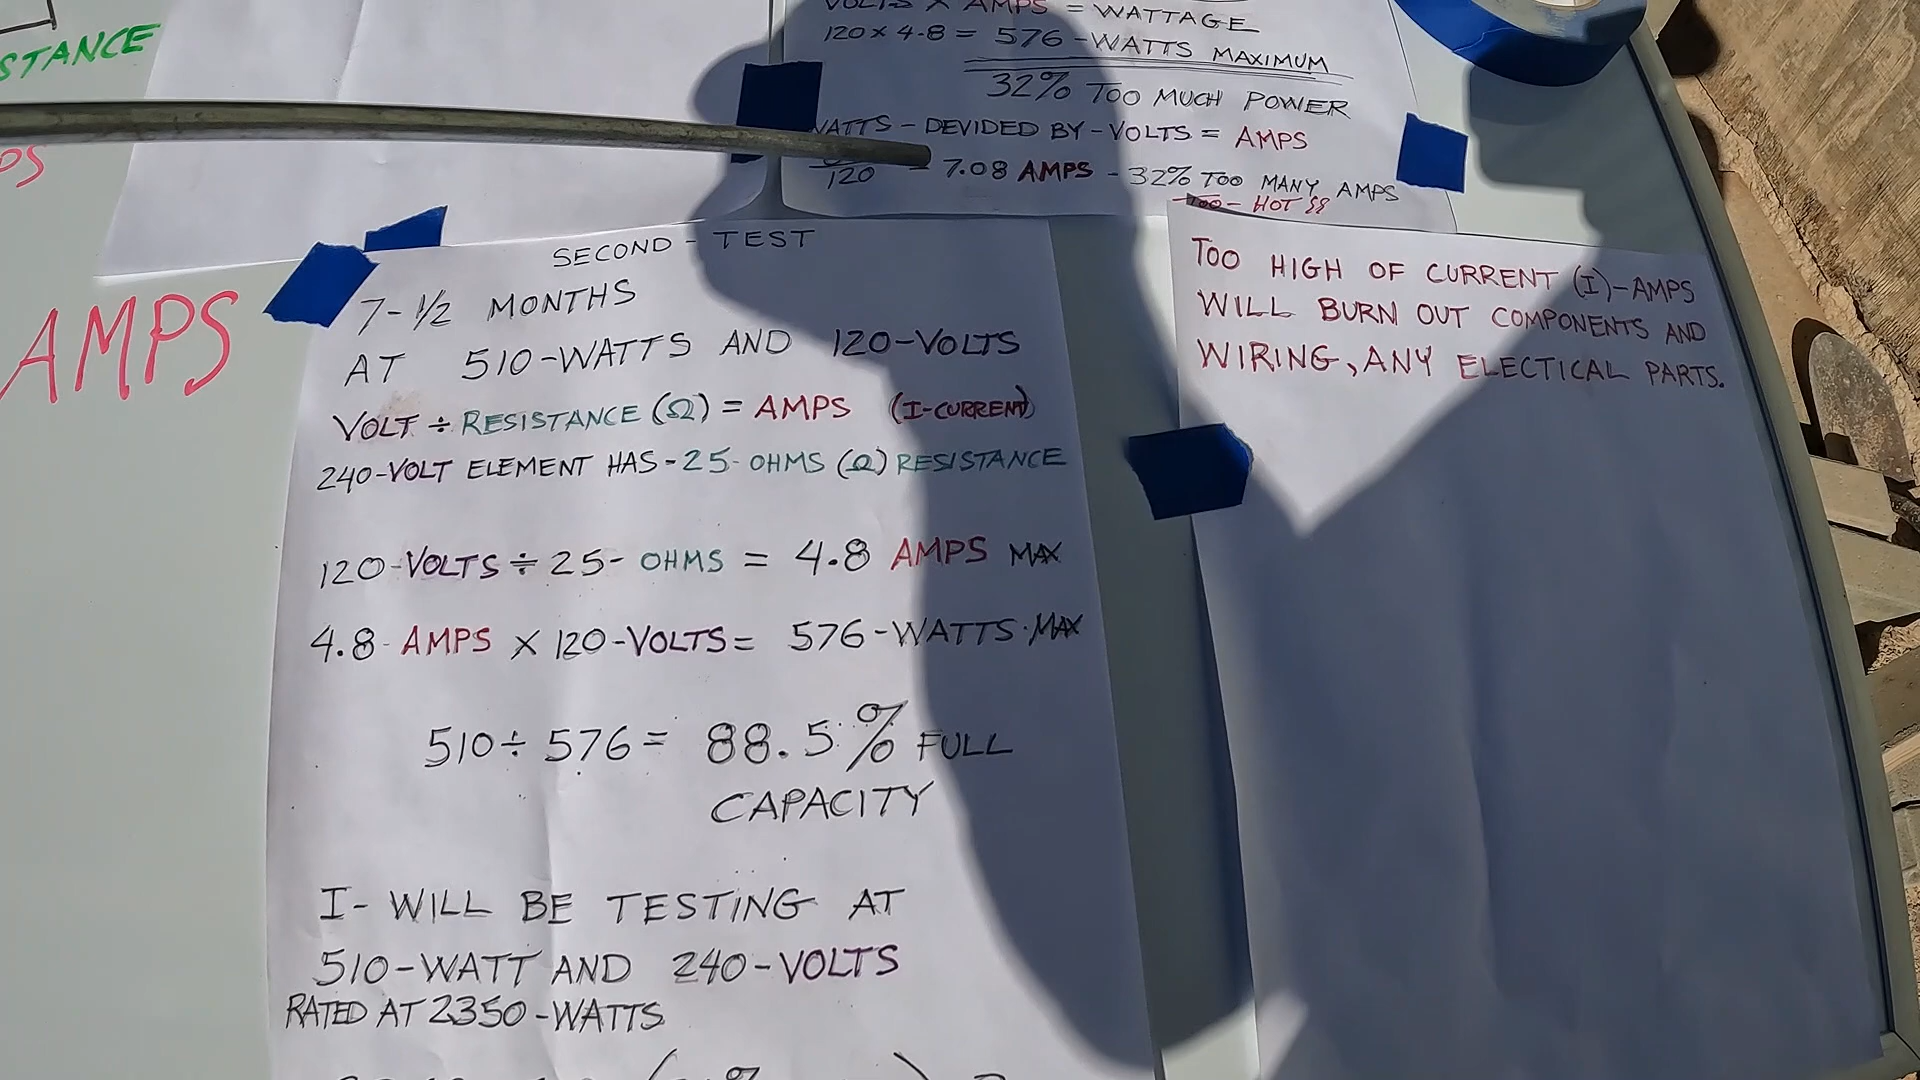 STANCE
VOLTS X AMPS = WATTAGE
120 X 4.8 = 576 - WATTS MAXIMUM
32% TOO MUCH POWER
WATTS - DEVIDED BY - VOLTS = AMPS
120 = 7.08 AMPS - 32% TOO MANY AMPS
TOO - HOT !!
PS
AMPS
SECOND - TEST
7-1/2 MONTHS
AT 510-WATTS AND 120-VOLTS
VOLT ÷ RESISTANCE (Ω) = AMPS (I-CURRENT)
240-VOLT ELEMENT HAS - 25 - OHMS (Ω) RESISTANCE
120-VOLTS ÷ 25 - OHMS = 4.8 AMPS MAX
4.8 - AMPS X 120-VOLTS = 576-WATTS · MAX
510 ÷ 576 = 88.5% FULL
CAPACITY
I- WILL BE TESTING AT
510-WATT AND 240-VOLTS
RATED AT 2350-WATTS
TOO HIGH OF CURRENT (I)-AMPS
WILL BURN OUT COMPONENTS AND
WIRING, ANY ELECTICAL PARTS.